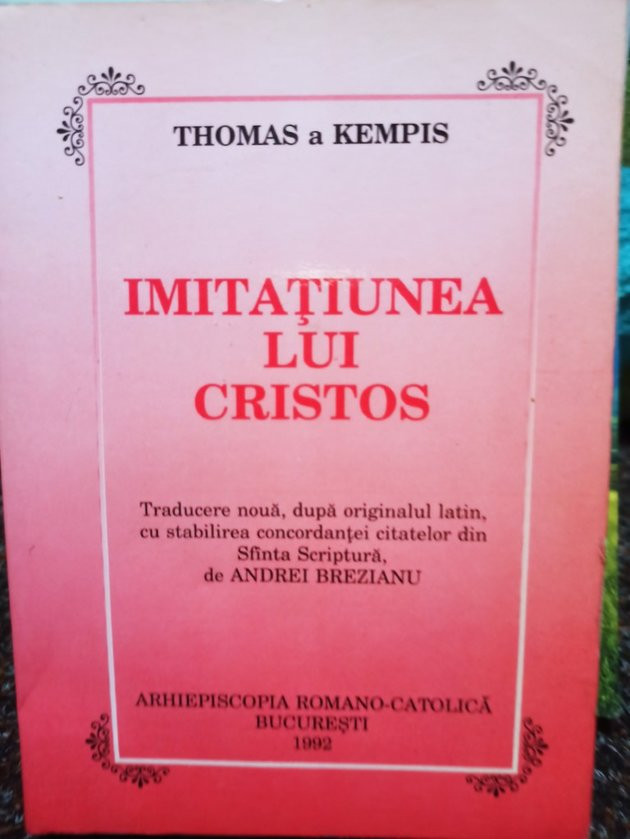 THOMAS a KEMPIS
IMITAŢIUNEA
LUI
CRISTOS
Traducere nouă, după originalul latin,
cu stabilirea concordanţei citatelor din
Sfinta Scriptură,
de ANDREI BREZIANU
ARHIEPISCOPIA ROMANO-CATOLICĂ
BUCUREŞTI
1992